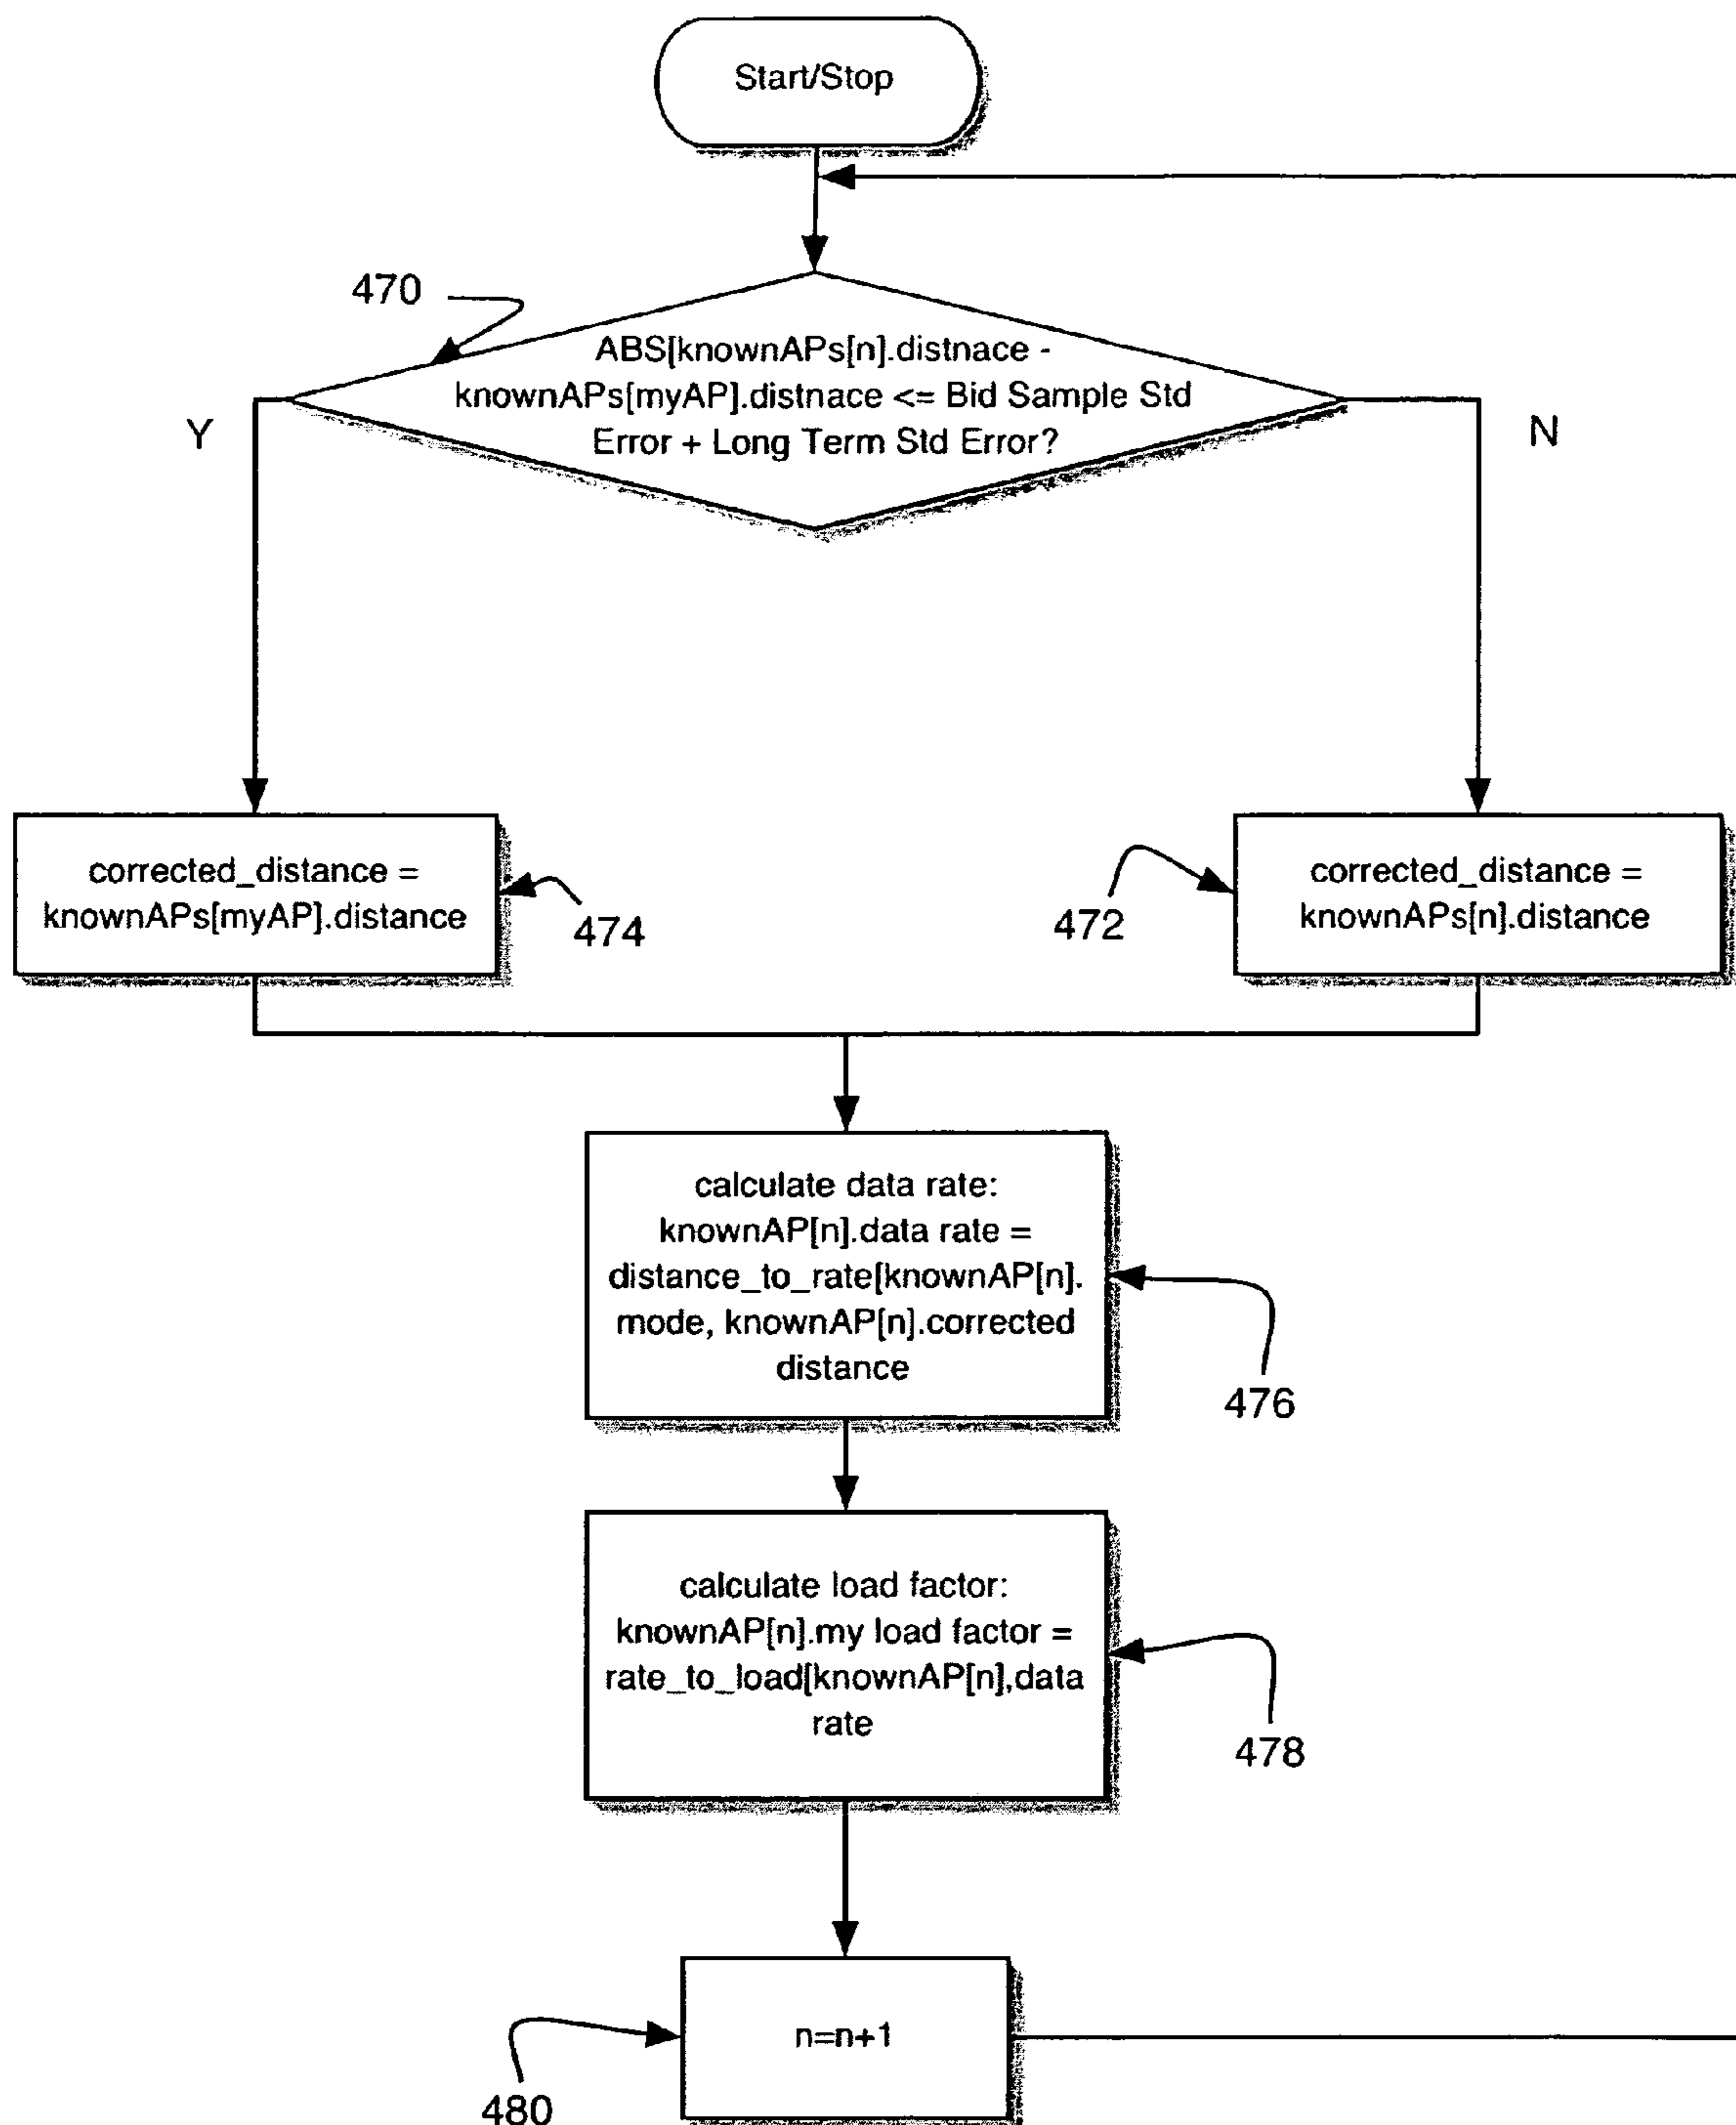 Start/Stop
470
ABS[knownAPs[n].distnace -
knownAPs[myAP].distnace <= Bid Sample Std
Error + Long Term Std Error?
Y
N
corrected_distance =
knownAPs[myAP].distance
474
472
corrected_distance =
knownAPs[n].distance
calculate data rate:
knownAP[n].data rate =
distance_to_rate[knownAP[n].
mode, knownAP[n].corrected
distance
476
calculate load factor:
knownAP[n].my load factor =
rate_to_load[knownAP[n],data
rate
478
n=n+1
480